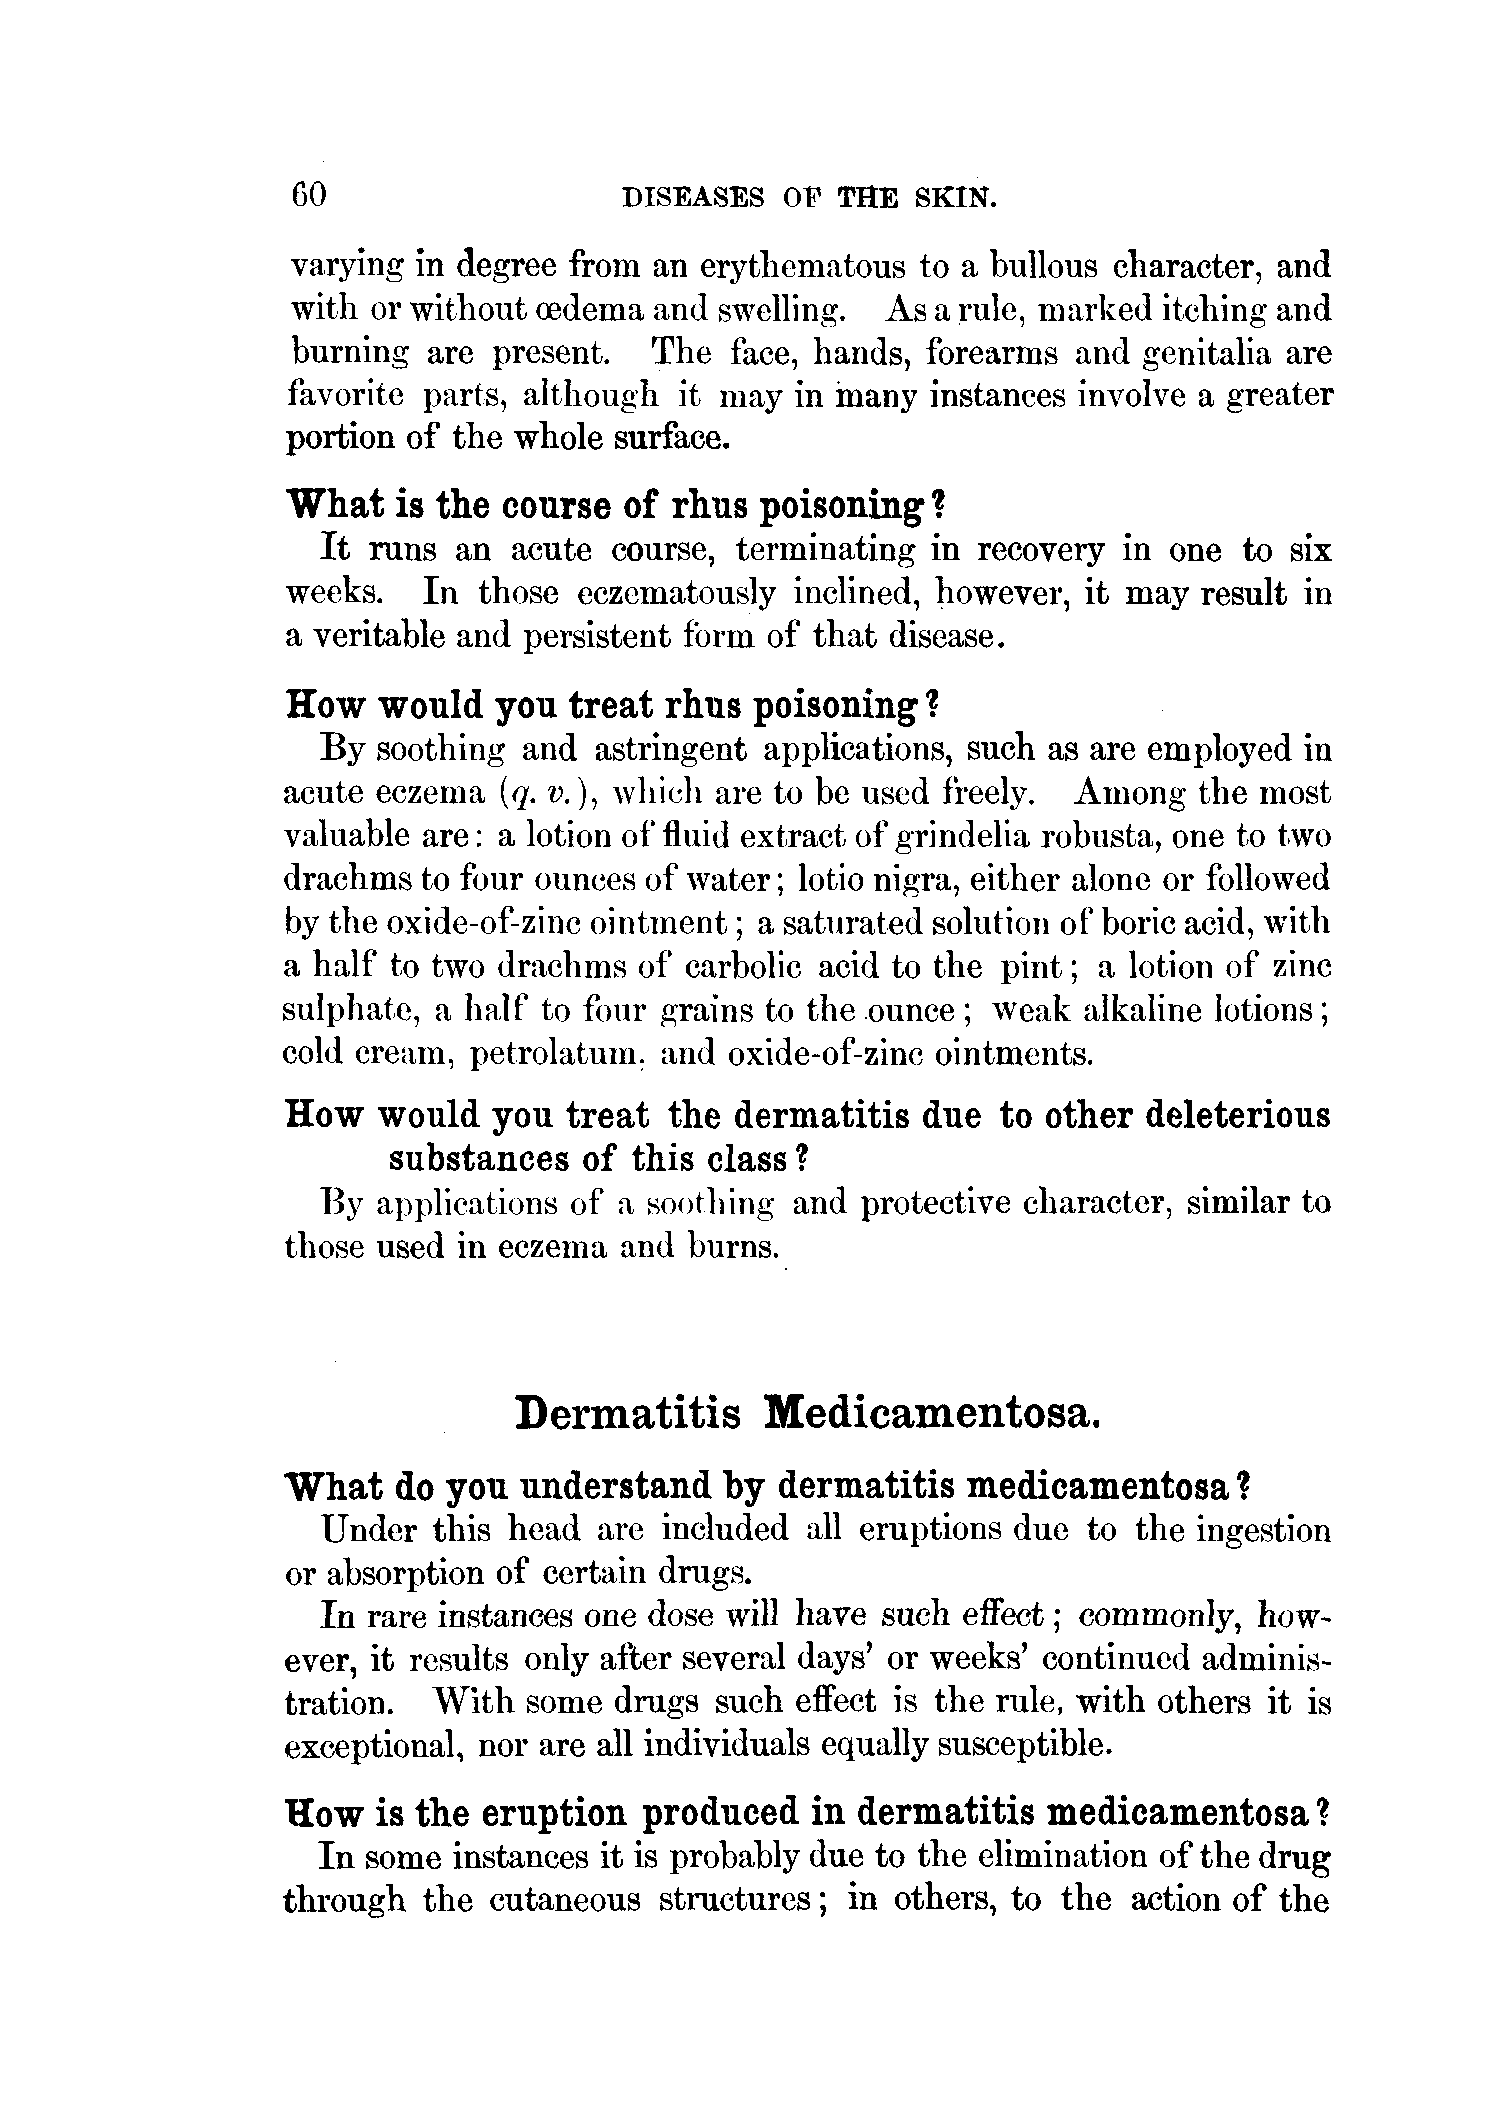 60 DISEASES OF THE SKIN.
varying in degree from an erythematous to a bullous character, and
with or without œdema and swelling. As a rule, marked itching and
burning are present. The face, hands, forearms and genitalia are
favorite parts, although it may in many instances involve a greater
portion of the whole surface.
What is the course of rhus poisoning?
It runs an acute course, terminating in recovery in one to six
weeks. In those eczematously inclined, however, it may result in
a veritable and persistent form of that disease.
How would you treat rhus poisoning?
By soothing and astringent applications, such as are employed in
acute eczema (q. v.), which are to be used freely. Among the most
valuable are: a lotion of fluid extract of grindelia robusta, one to two
drachms to four ounces of water; lotio nigra, either alone or followed
by the oxide-of-zinc ointment; a saturated solution of boric acid, with
a half to two drachms of carbolic acid to the pint; a lotion of zinc
sulphate, a half to four grains to the ounce; weak alkaline lotions;
cold cream, petrolatum, and oxide-of-zinc ointments.
How would you treat the dermatitis due to other deleterious
substances of this class?
By applications of a soothing and protective character, similar to
those used in eczema and burns.
Dermatitis Medicamentosa.
What do you understand by dermatitis medicamentosa?
Under this head are included all eruptions due to the ingestion
or absorption of certain drugs.
In rare instances one dose will have such effect; commonly, how-
ever, it results only after several days' or weeks' continued adminis-
tration. With some drugs such effect is the rule, with others it is
exceptional, nor are all individuals equally susceptible.
How is the eruption produced in dermatitis medicamentosa?
In some instances it is probably due to the elimination of the drug
through the cutaneous structures; in others, to the action of the